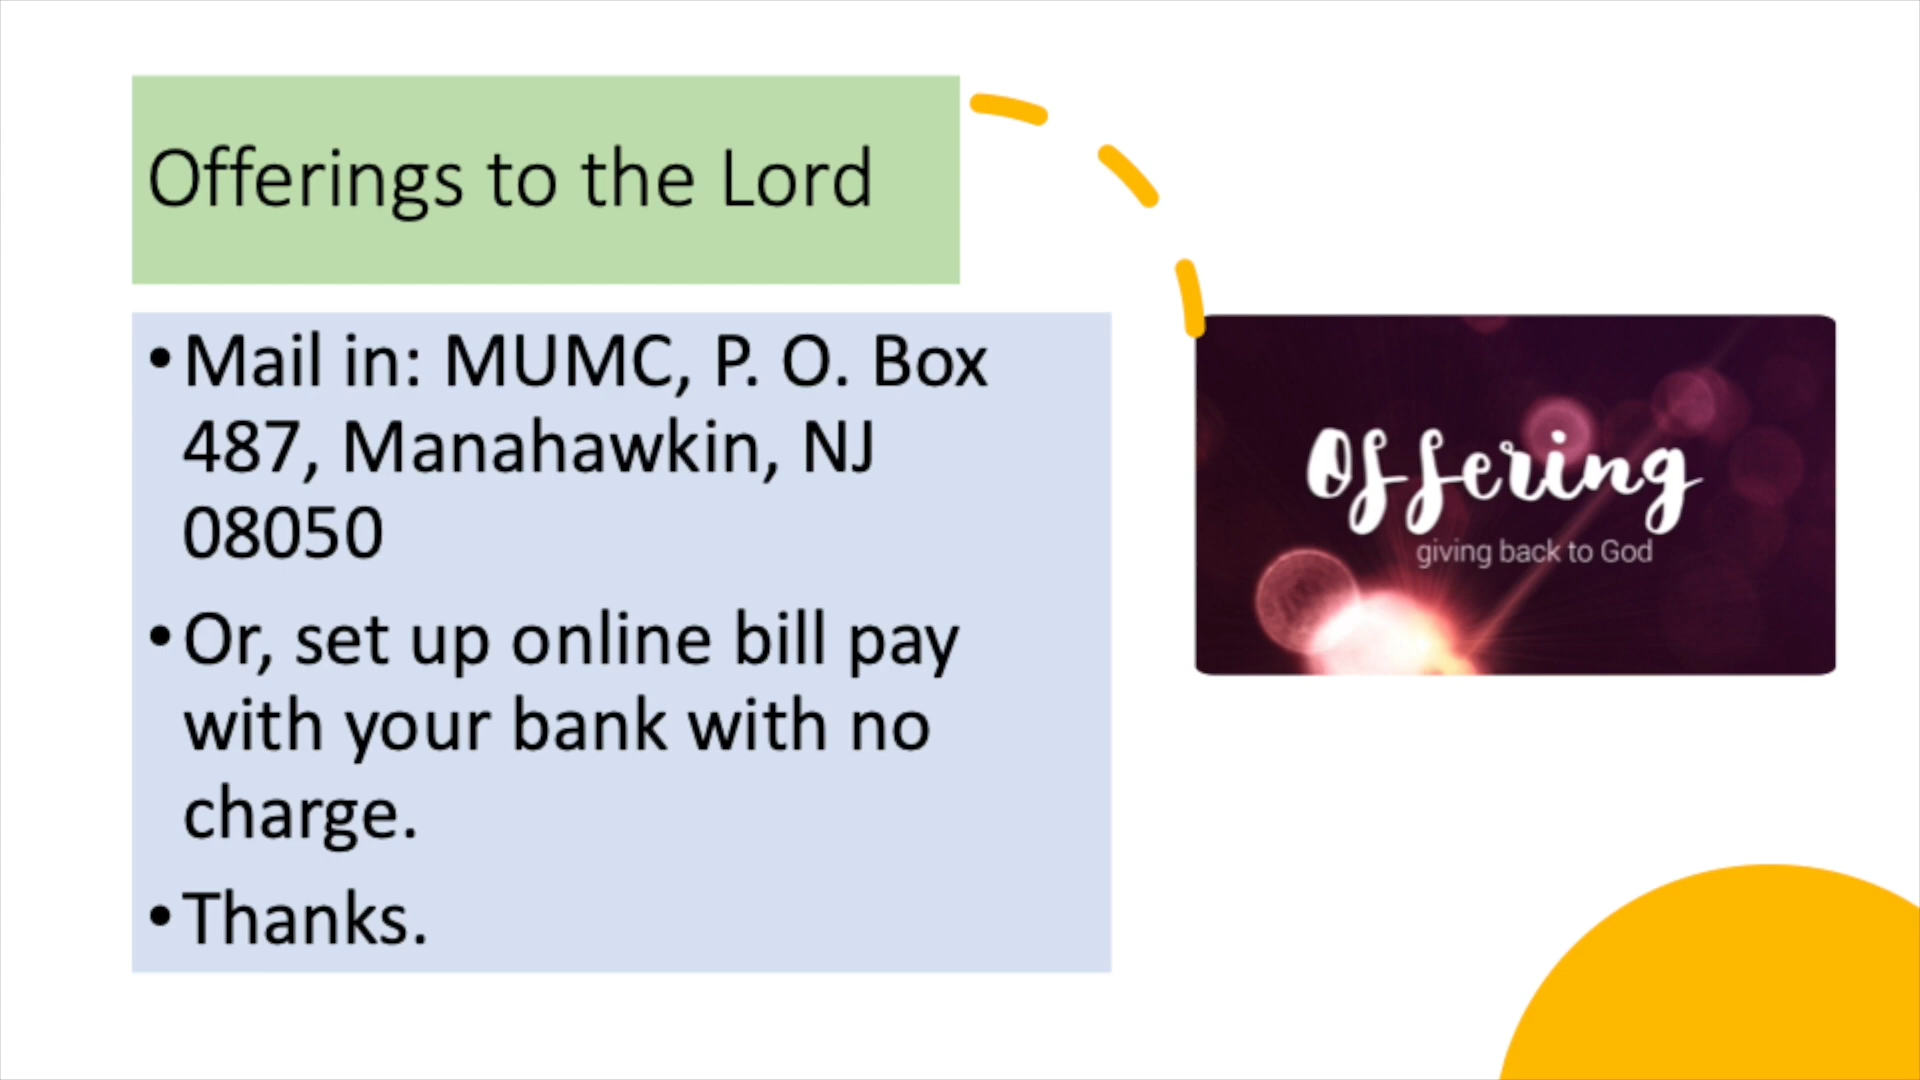 Offerings to the Lord
•Mail in: MUMC, P. O. Box
487, Manahawkin, NJ
08050
•Or, set up online bill pay
with your bank with no
charge.
•Thanks.
Offering
giving back to God